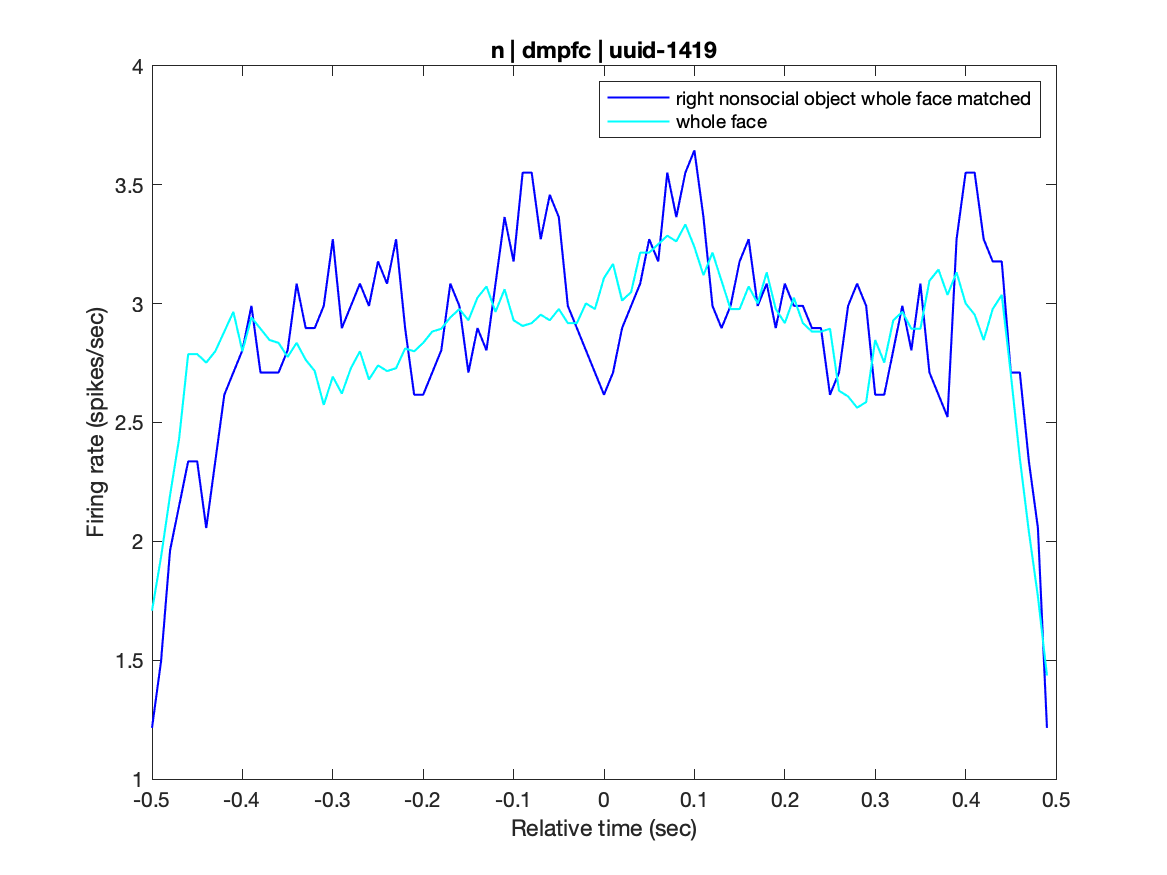 n | dmpfc | uuid-1419
right nonsocial object whole face matched
whole face
4
3.5
3
2.5
2
1.5
1
Firing rate (spikes/sec)
-0.5 -0.4 -0.3 -0.2 -0.1 0 0.1 0.2 0.3 0.4 0.5
Relative time (sec)